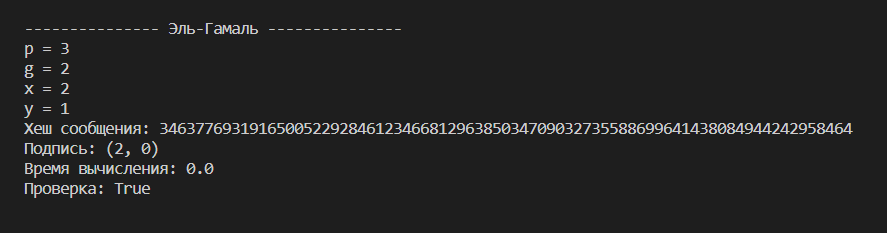 --------------- Эль-Гамаль ---------------
p = 3
g = 2
x = 2
y = 1
Хеш сообщения: 34637769319165005229284612346681296385034709032735588699641438084944242958464
Подпись: (2, 0)
Время вычисления: 0.0
Проверка: True